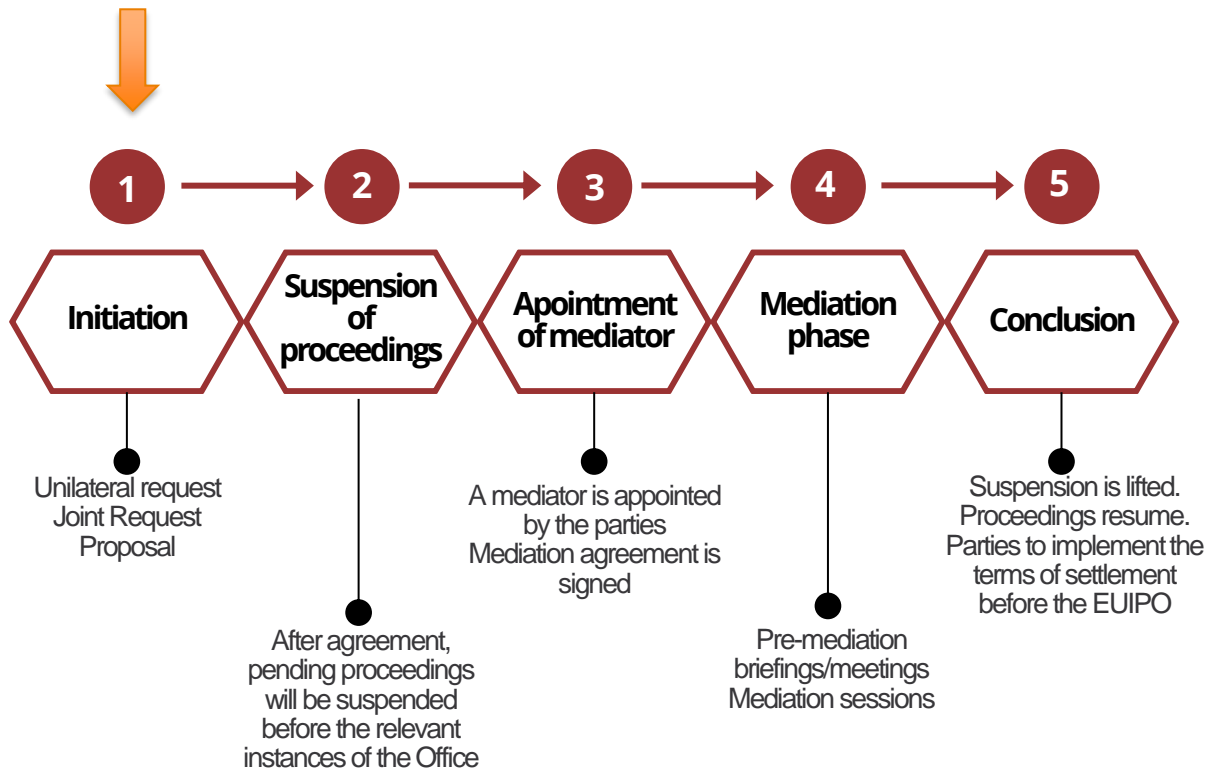 1
2
3
4
5
Initiation
Suspension
of
proceedings
Apointment
of mediator
Mediation
phase
Conclusion
Unilateral request
Joint Request
Proposal
After agreement,
pending proceedings
will be suspended
before the relevant
instances of the Office
A mediator is appointed
by the parties
Mediation agreement is
signed
Pre-mediation
briefings/meetings
Mediation sessions
Suspension is lifted.
Proceedings resume.
Parties to implement the
terms of settlement
before the EUIPO